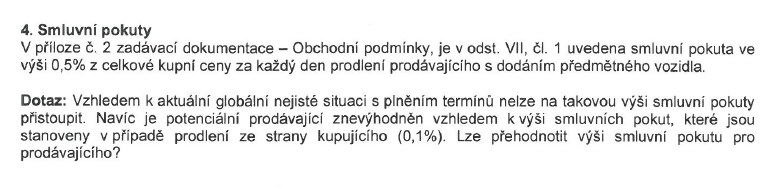 4. Smluvní pokuty
V příloze č. 2 zadávací dokumentace – Obchodní podmínky, je v odst. VII, čl. 1 uvedena smluvní pokuta ve
výši 0,5% z celkové kupní ceny za každý den prodlení prodávajícího s dodáním předmětného vozidla.
Dotaz: Vzhledem k aktuální globální nejisté situaci s plněním termínů nelze na takovou výši smluvní pokuty
přistoupit. Navíc je potenciální prodávající znevýhodněn vzhledem k výši smluvních pokut, které jsou
stanoveny v případě prodlení ze strany kupujícího (0,1%). Lze přehodnotit výši smluvní pokutu pro
prodávajícího?